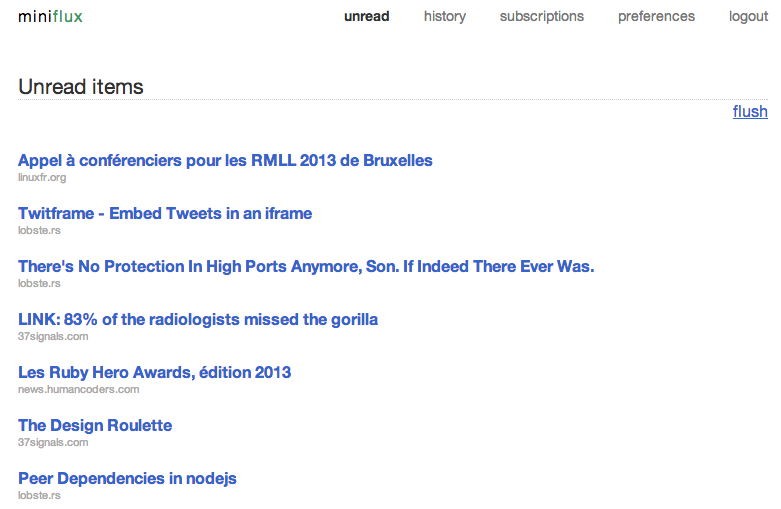 miniflux unread history subscriptions preferences logout
Unread items
flush
Appel à conférenciers pour les RMLL 2013 de Bruxelles
linuxfr.org
Twitframe - Embed Tweets in an iframe
lobste.rs
There's No Protection In High Ports Anymore, Son. If Indeed There Ever Was.
lobste.rs
LINK: 83% of the radiologists missed the gorilla
37signals.com
Les Ruby Hero Awards, édition 2013
news.humancoders.com
The Design Roulette
37signals.com
Peer Dependencies in nodejs
lobste.rs